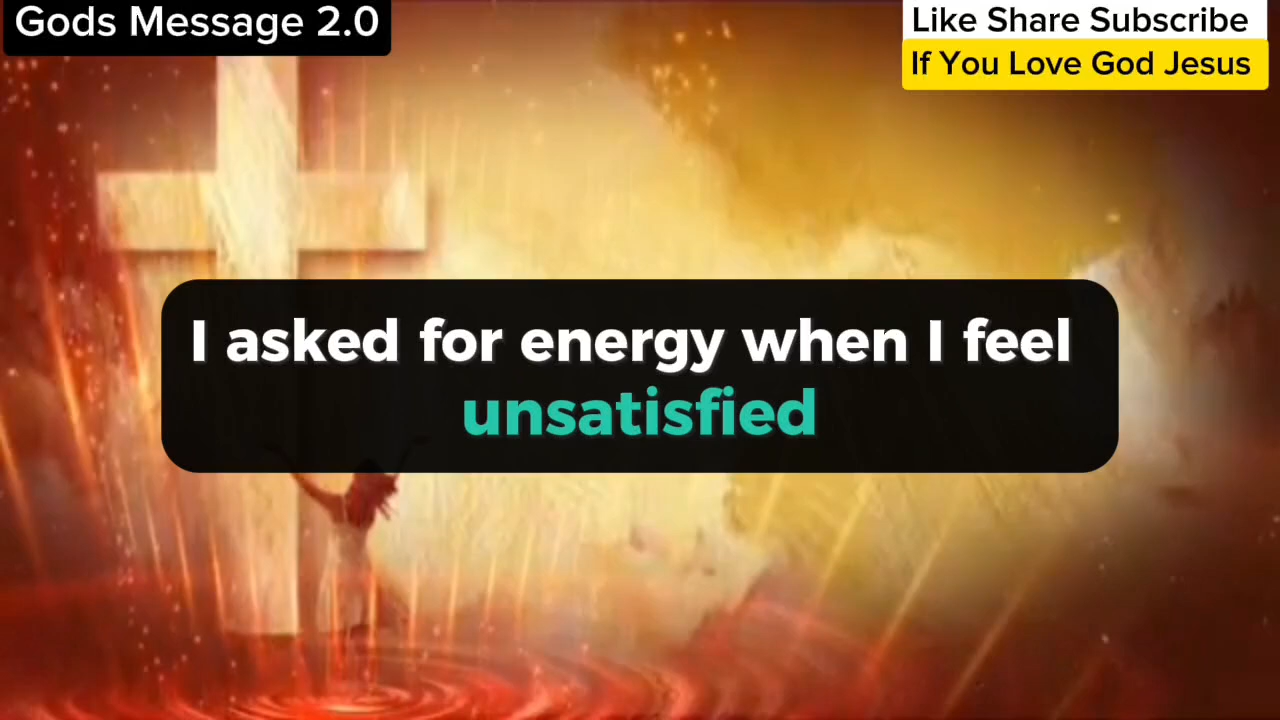 Gods Message 2.0
Like Share Subscribe
If You Love God Jesus
I asked for energy when I feel
unsatisfied